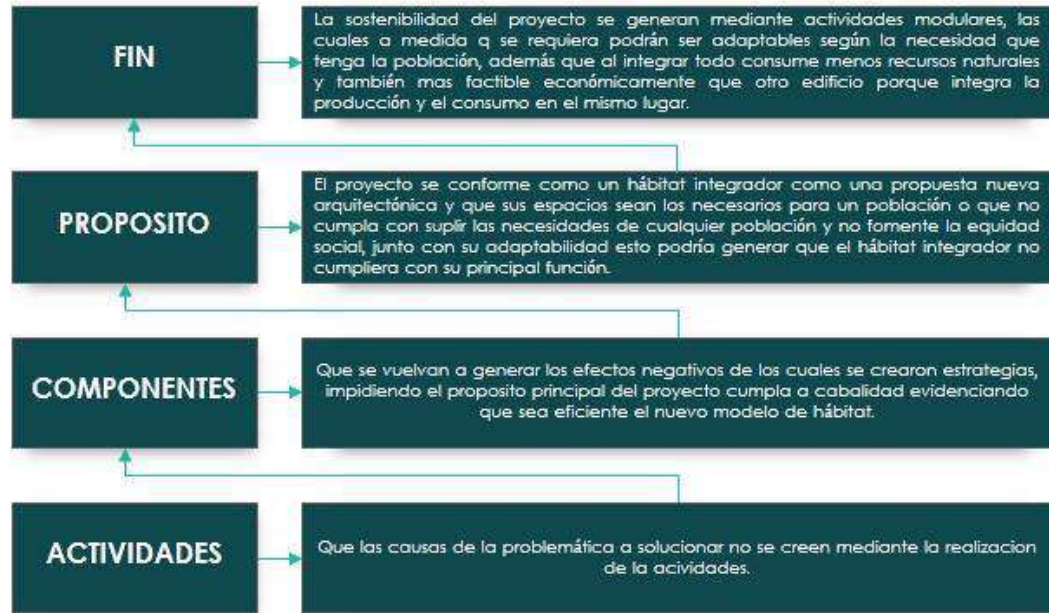 FIN
La sostenibilidad del proyecto se generan mediante actividades modulares, las
cuales a medida q se requiera podrán ser adaptables según la necesidad que
tenga la población, además que al integrar todo consume menos recursos naturales
y también mas factible económicamente que otro edificio porque integra la
producción y el consumo en el mismo lugar.
PROPOSITO
El proyecto se conforme como un hábitat integrador como una propuesta nueva
arquitectónica y que sus espacios sean los necesarios para un población o que no
cumpla con suplir las necesidades de cualquier población y no fomente la equidad
social, junto con su adaptabilidad esto podría generar que el hábitat integrador no
cumpliera con su principal función.
COMPONENTES
Que se vuelvan a generar los efectos negativos de los cuales se crearon estrategias,
impidiendo el proposito principal del proyecto cumpla a cabalidad evidenciando
que sea eficiente el nuevo modelo de hábitat.
ACTIVIDADES
Que las causas de la problemática a solucionar no se creen mediante la realizacion
de la acividades.